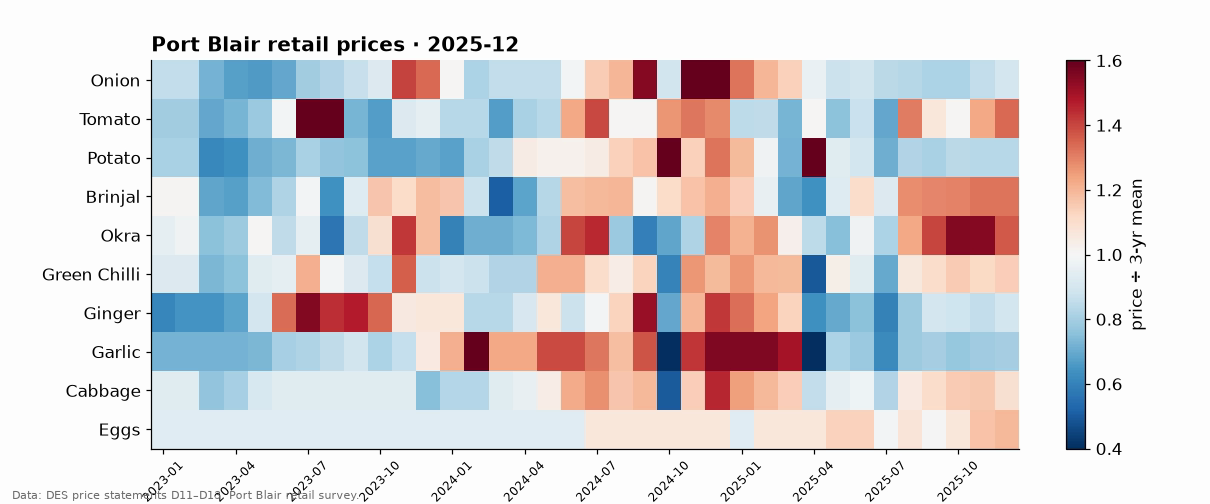 Port Blair retail prices · 2025-12
Onion
Tomato
Potato
Brinjal
Okra
Green Chilli
Ginger
Garlic
Cabbage
Eggs
2023-01
2023-04
2023-07
2023-10
2024-01
2024-04
2024-07
2024-10
2025-01
2025-04
2025-07
2025-10
1.6
1.4
1.2
1.0
0.8
0.6
0.4
price ÷ 3-yr mean
Data: DES price statements Port Blair retail survey.